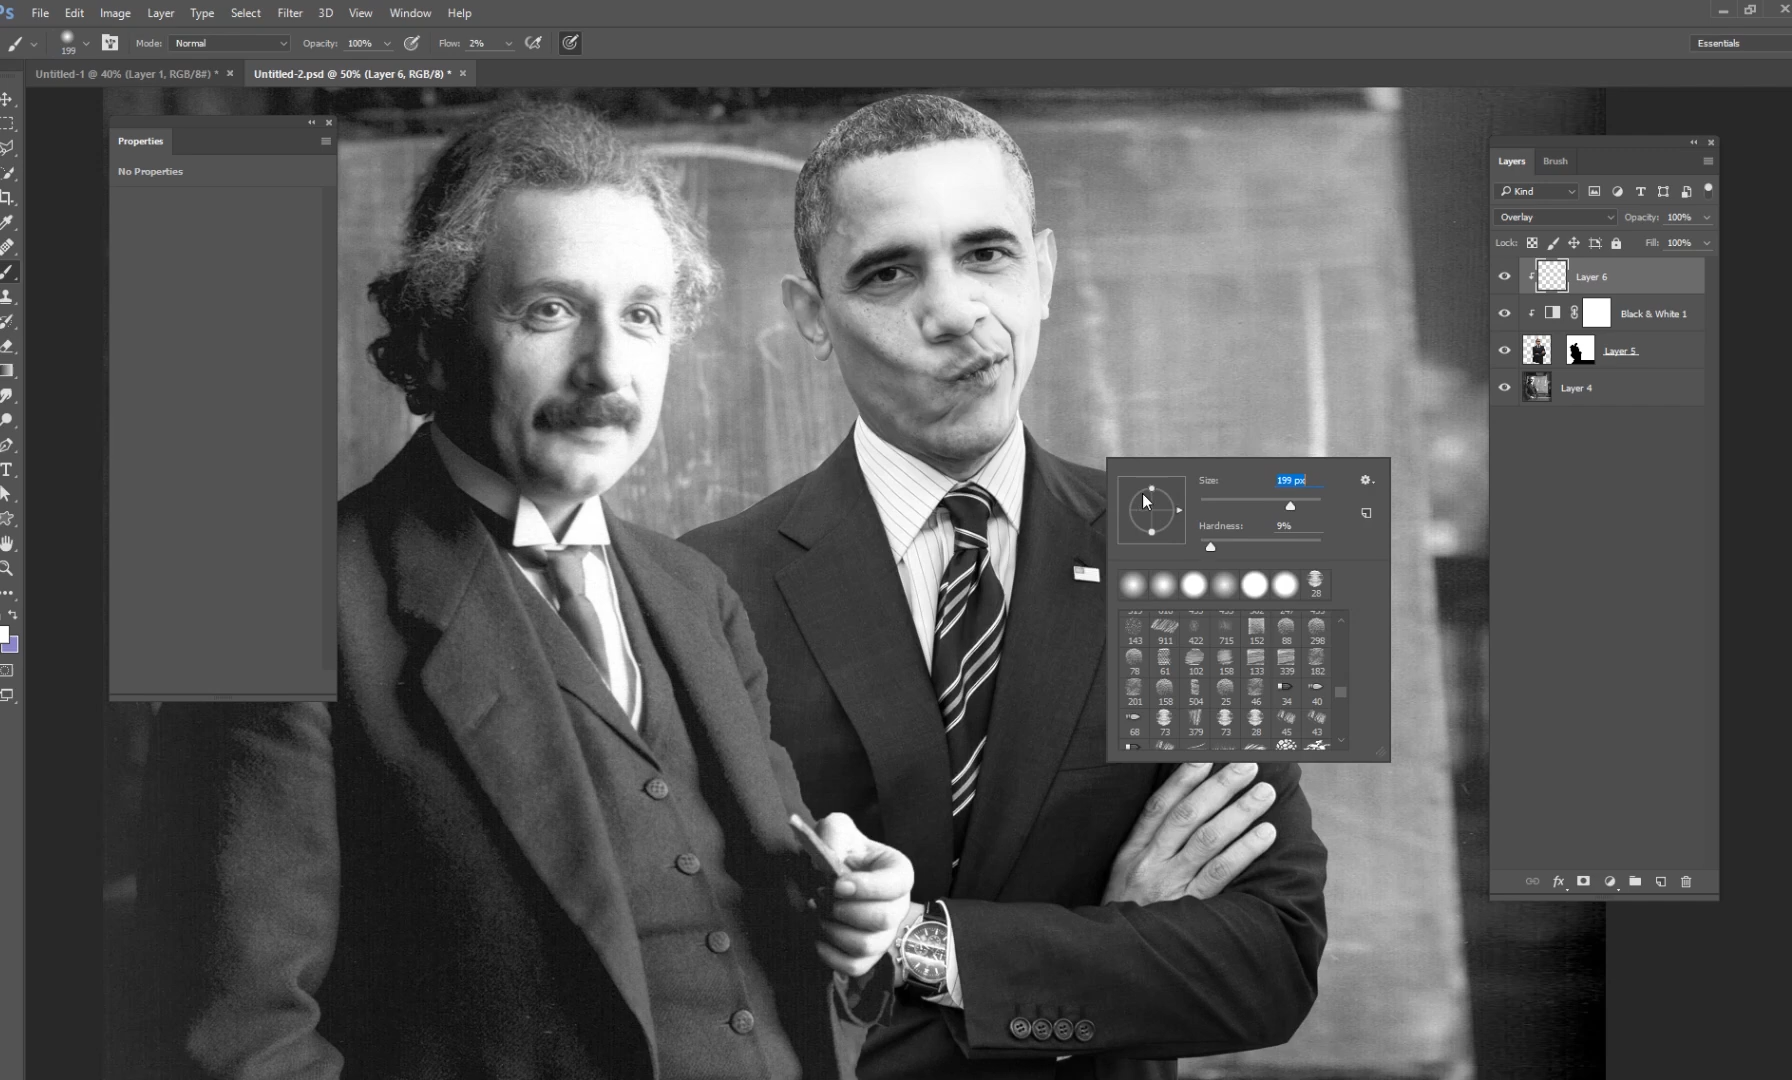 Ps File Edit Image Layer Type Select Filter 3D View Window Help
199 Mode: Normal Opacity: 100% Flow: 2% Essentials
Untitled-1 @ 40% (Layer 1, RGB/8#) * × Untitled-2.psd @ 50% (Layer 6, RGB/8) * ×
Properties
No Properties
Layers Brush
Kind
Overlay Opacity: 100%
Lock: Fill: 100%
Layer 6
Black & White 1
Layer 5
Layer 4
Size: 199 px
Hardness: 9%
28
143 911 422 715 152 88 298
78 61 102 158 133 339 182
201 158 504 25 46 34 40
68 73 379 73 28 45 43